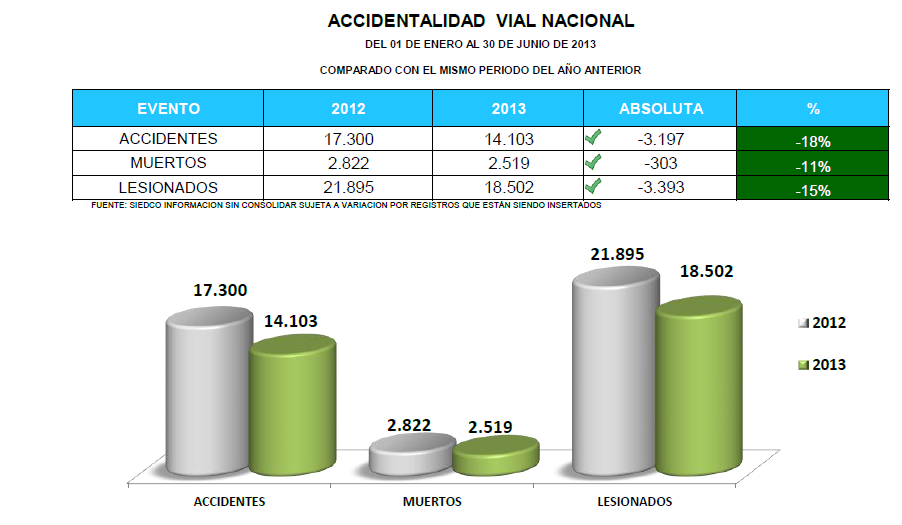 ACCIDENTALIDAD VIAL NACIONAL
DEL 01 DE ENERO AL 30 DE JUNIO DE 2013
COMPARADO CON EL MISMO PERIODO DEL AÑO ANTERIOR
EVENTO 2012 2013 ABSOLUTA %
ACCIDENTES 17.300 14.103 -3.197 -18%
MUERTOS 2.822 2.519 -303 -11%
LESIONADOS 21.895 18.502 -3.393 -15%
FUENTE: SIEDCO INFORMACION SIN CONSOLIDAR SUJETA A VARIACION POR REGISTROS QUE ESTÁN SIENDO INSERTADOS
21.895
18.502
17.300
14.103
2012
2013
2.822 2.519
ACCIDENTES MUERTOS LESIONADOS